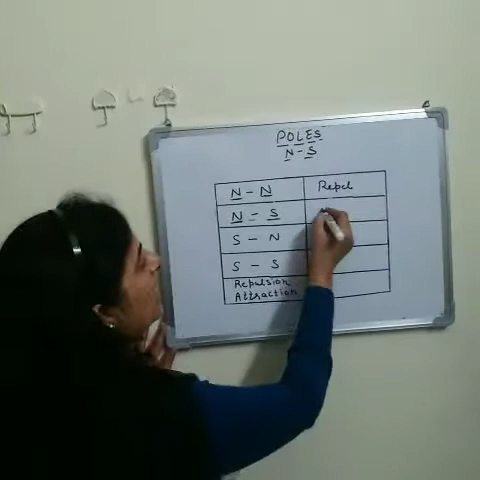 POLES
N - S
N - N Repel
N - S
S - N
S - S
Repulsion
Attraction